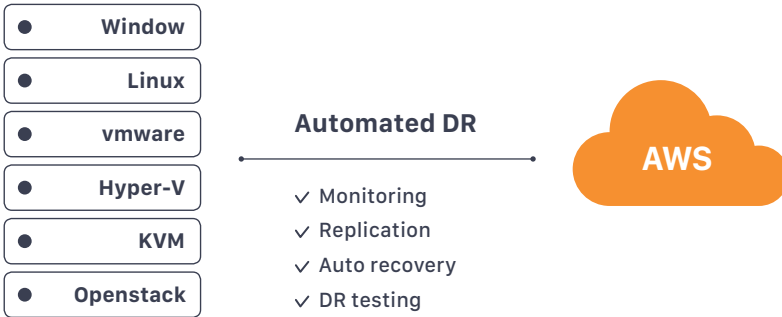 Window
Linux
vmware
Hyper-V
KVM
Openstack
Automated DR
✓ Monitoring
✓ Replication
✓ Auto recovery
✓ DR testing
AWS